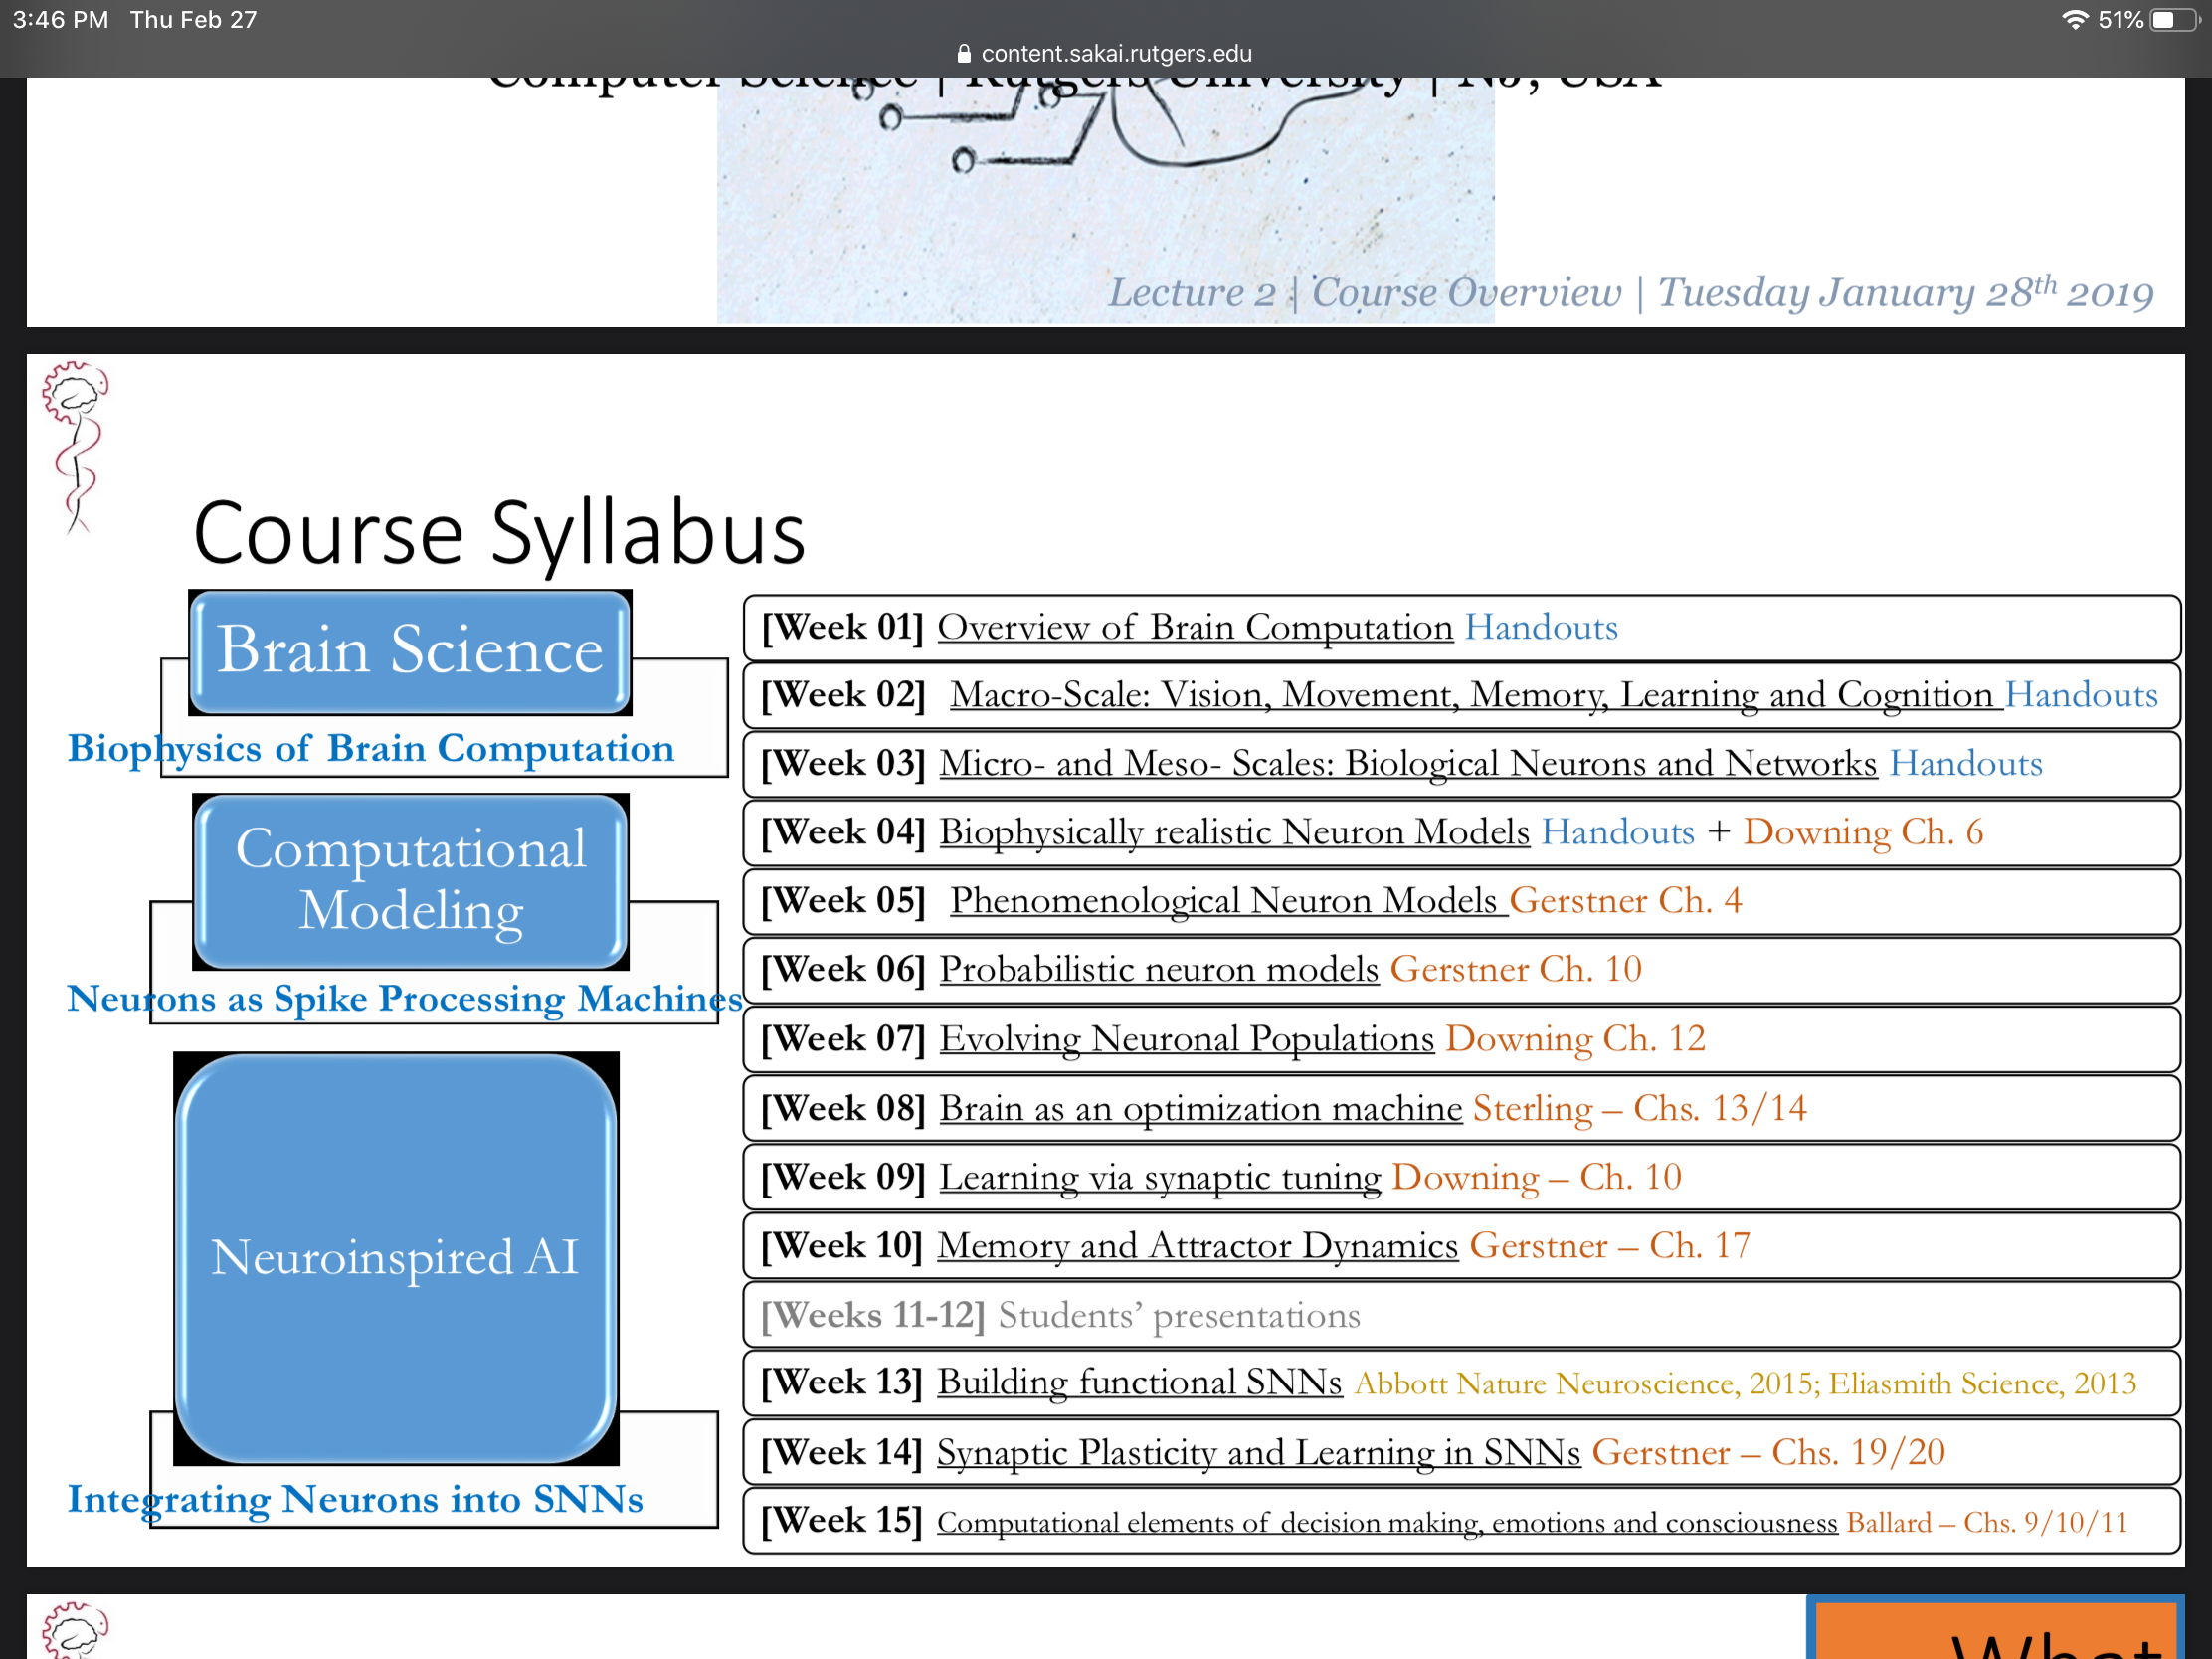 3:46 PM Thu Feb 27
51%
content.sakai.rutgers.edu
Computer Science | Rutgers University | NJ, USA
Lecture 2 | Course Overview | Tuesday January 28th 2019
Course Syllabus
Brain Science
Biophysics of Brain Computation
Computational
Modeling
Neurons as Spike Processing Machines
Neuroinspired AI
Integrating Neurons into SNNs
[Week 01] Overview of Brain Computation Handouts
[Week 02] Macro-Scale: Vision, Movement, Memory, Learning and Cognition Handouts
[Week 03] Micro- and Meso- Scales: Biological Neurons and Networks Handouts
[Week 04] Biophysically realistic Neuron Models Handouts + Downing Ch. 6
[Week 05] Phenomenological Neuron Models Gerstner Ch. 4
[Week 06] Probabilistic neuron models Gerstner Ch. 10
[Week 07] Evolving Neuronal Populations Downing Ch. 12
[Week 08] Brain as an optimization machine Sterling – Chs. 13/14
[Week 09] Learning via synaptic tuning Downing – Ch. 10
[Week 10] Memory and Attractor Dynamics Gerstner – Ch. 17
[Weeks 11-12] Students’ presentations
[Week 13] Building functional SNNs Abbott Nature Neuroscience, 2015; Eliasmith Science, 2013
[Week 14] Synaptic Plasticity and Learning in SNNs Gerstner – Chs. 19/20
[Week 15] Computational elements of decision making, emotions and consciousness Ballard – Chs. 9/10/11
What